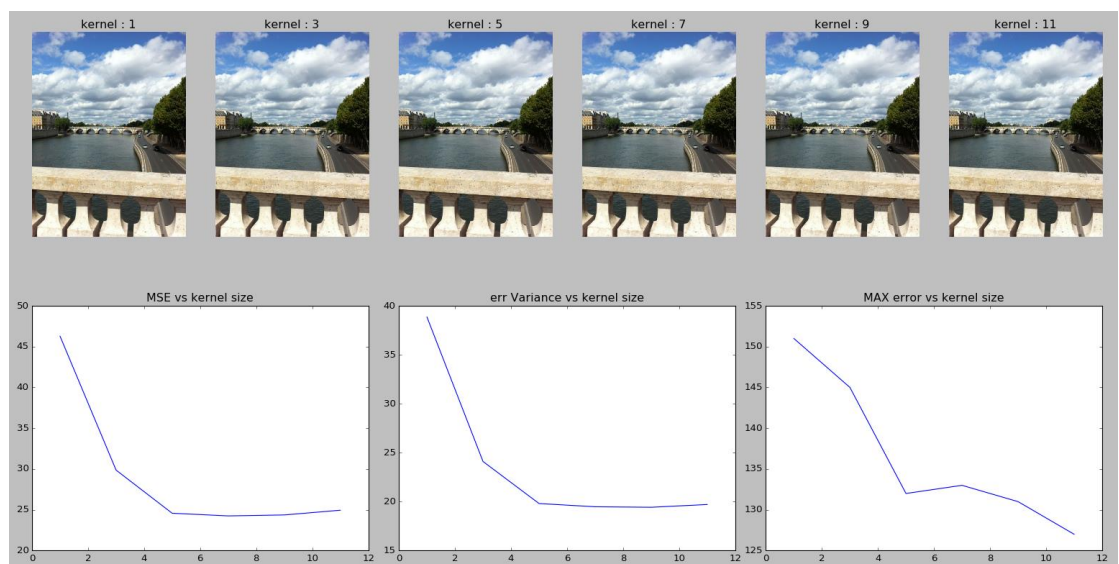 kernel : 1
kernel : 3
kernel : 5
kernel : 7
kernel : 9
kernel : 11
MSE vs kernel size
50
45
40
35
30
25
20
0 2 4 6 8 10 12
err Variance vs kernel size
40
35
30
25
20
15
0 2 4 6 8 10 12
MAX error vs kernel size
155
150
145
140
135
130
125
0 2 4 6 8 10 12